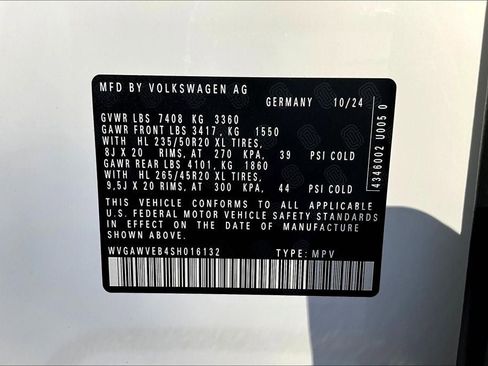 MFD BY VOLKSWAGEN AG
GERMANY 10/24
GVWR LBS 7408 KG 3360
GAWR FRONT LBS 3417, KG 1550
WITH HL 235/50R20 XL TIRES,
8J X 20 RIMS, AT 270 KPA, 39 PSI COLD
GAWR REAR LBS 4101, KG 1860
WITH HL 265/45R20 XL TIRES,
9,5J X 20 RIMS, AT 300 KPA, 44 PSI COLD
THIS VEHICLE CONFORMS TO ALL APPLICABLE
U.S. FEDERAL MOTOR VEHICLE SAFETY STANDARDS
IN EFFECT ON THE DATE OF MANUFACTURE
SHOWN ABOVE.
WVGAWVEB4SH016132 TYPE: MPV
4346002 U005 0